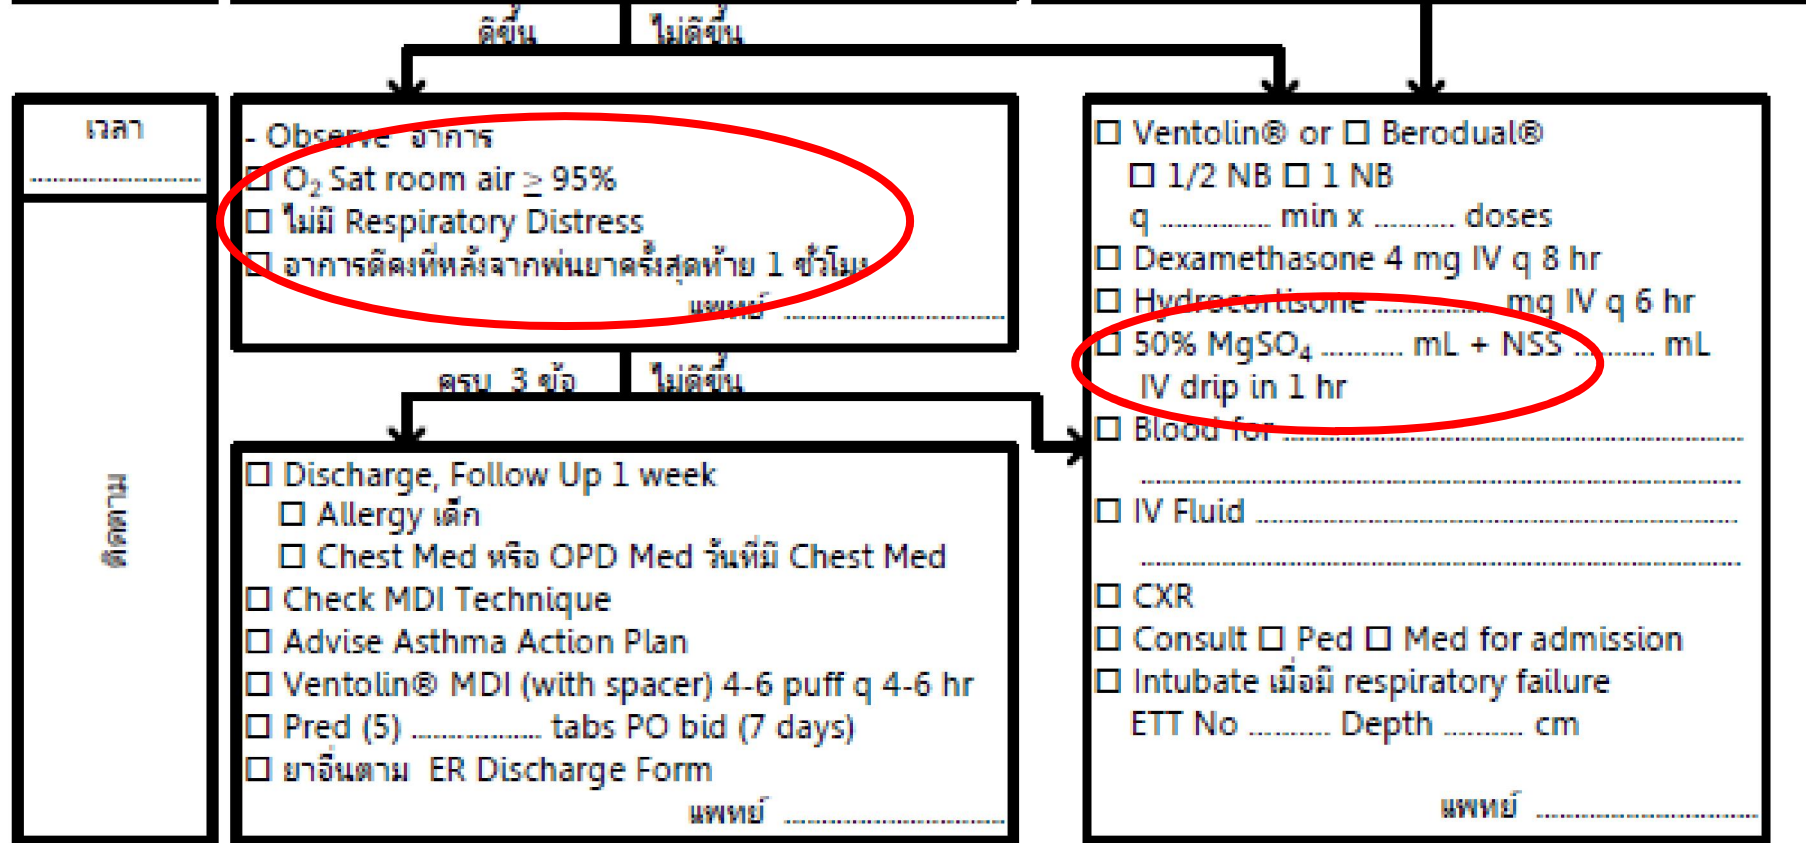 ดีขึ้น
ไม่ดีขึ้น
เวลา
....................
ติดตาม
- Observe อาการ
☐ O₂ Sat room air ≥ 95%
☐ ไม่มี Respiratory Distress
☐ อาการดีคงที่หลังจากพ่นยาครั้งสุดท้าย 1 ชั่วโมง
แพทย์ ....................
ครบ 3 ข้อ
ไม่ดีขึ้น
☐ Discharge, Follow Up 1 week
☐ Allergy เด็ก
☐ Chest Med หรือ OPD Med วันที่มี Chest Med
☐ Check MDI Technique
☐ Advise Asthma Action Plan
☐ Ventolin® MDI (with spacer) 4-6 puff q 4-6 hr
☐ Pred (5) ............... tabs PO bid (7 days)
☐ ยาอื่นตาม ER Discharge Form
แพทย์ ....................
☐ Ventolin® or ☐ Berodual®
☐ 1/2 NB ☐ 1 NB
q ............. min x .......... doses
☐ Dexamethasone 4 mg IV q 8 hr
☐ Hydrocortisone ............... mg IV q 6 hr
☐ 50% MgSO₄ .......... mL + NSS .......... mL
IV drip in 1 hr
☐ Blood for ....................
....................
☐ IV Fluid ....................
....................
☐ CXR
☐ Consult ☐ Ped ☐ Med for admission
☐ Intubate เมื่อมี respiratory failure
ETT No .......... Depth .......... cm
แพทย์ ....................